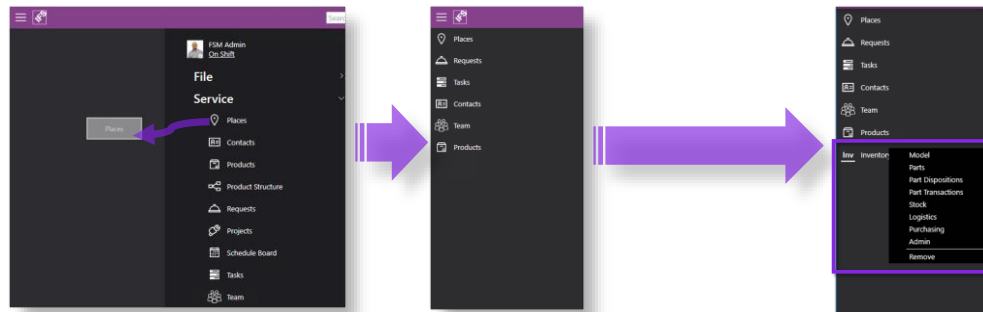 Sear
FSM Admin
On Shift
File
Service
Places
Places
Contacts
Products
Product Structure
Requests
Projects
Schedule Board
Tasks
Team
Places
Requests
Tasks
Contacts
Team
Products
Places
Requests
Tasks
Contacts
Team
Products
Inv Inventor
Model
Parts
Part Dispositions
Part Transactions
Stock
Logistics
Purchasing
Admin
Remove